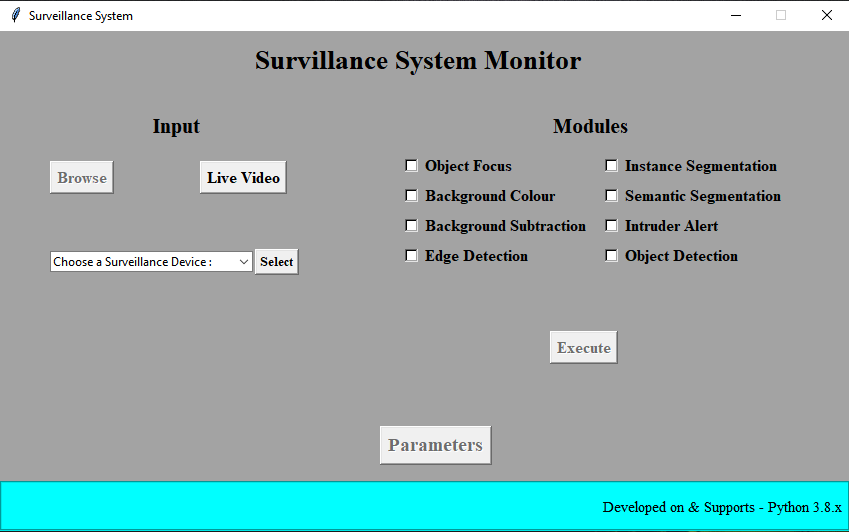 Surveillance System
Survillance System Monitor
Input
Browse
Live Video
Choose a Surveillance Device :
Select
Modules
Object Focus
Instance Segmentation
Background Colour
Semantic Segmentation
Background Subtraction
Intruder Alert
Edge Detection
Object Detection
Execute
Parameters
Developed on & Supports - Python 3.8.x